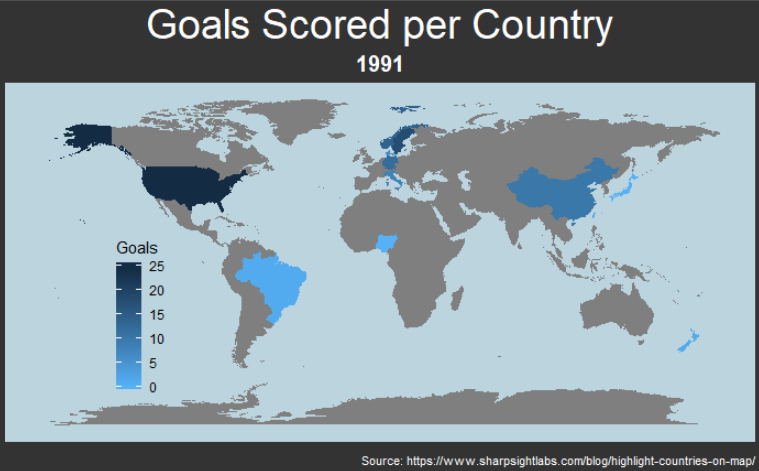 Goals Scored per Country
1991
Goals
25
20
15
10
5
0
Source: https://www.sharpsightlabs.com/blog/highlight-countries-on-map/